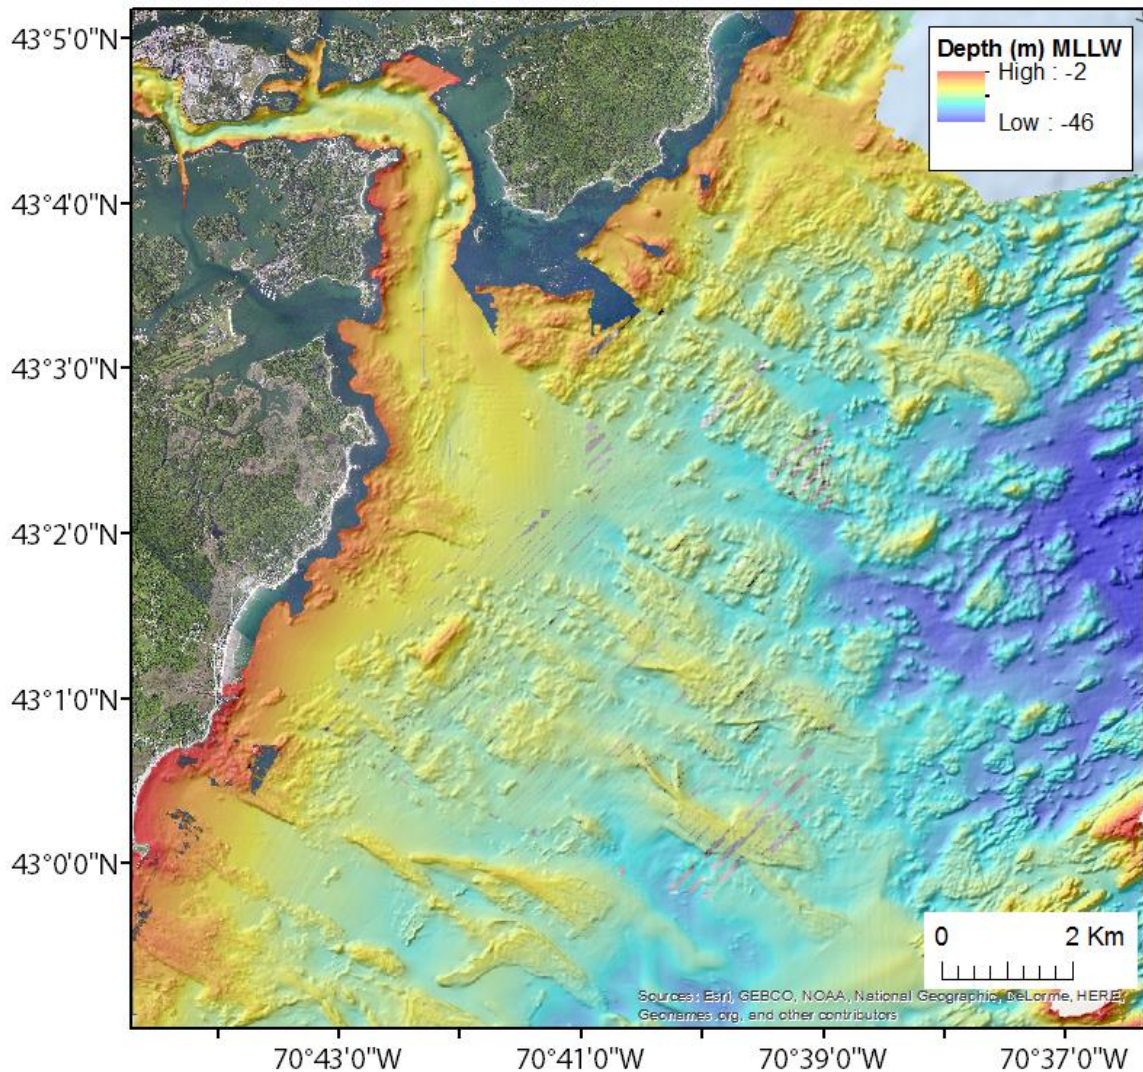 43°5'0"N
43°4'0"N
43°3'0"N
43°2'0"N
43°1'0"N
43°0'0"N
Depth (m) MLLW
High : -2
Low : -46
0 2 Km
Sources: Esri, GEBCO, NOAA, National Geographic, DeLorme, HERE,
Geonames.org, and other contributors
70°43'0"W 70°41'0"W 70°39'0"W 70°37'0"W